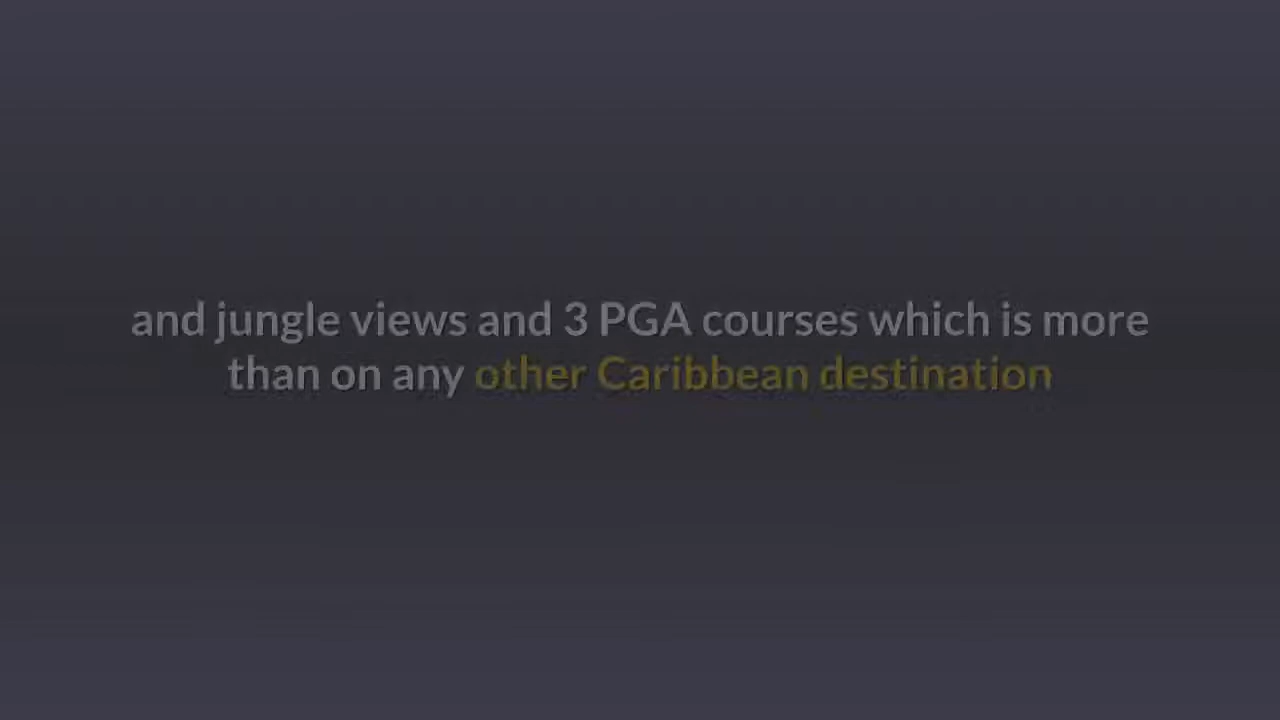 and jungle views and 3 PGA courses which is more
than on any other Caribbean destination